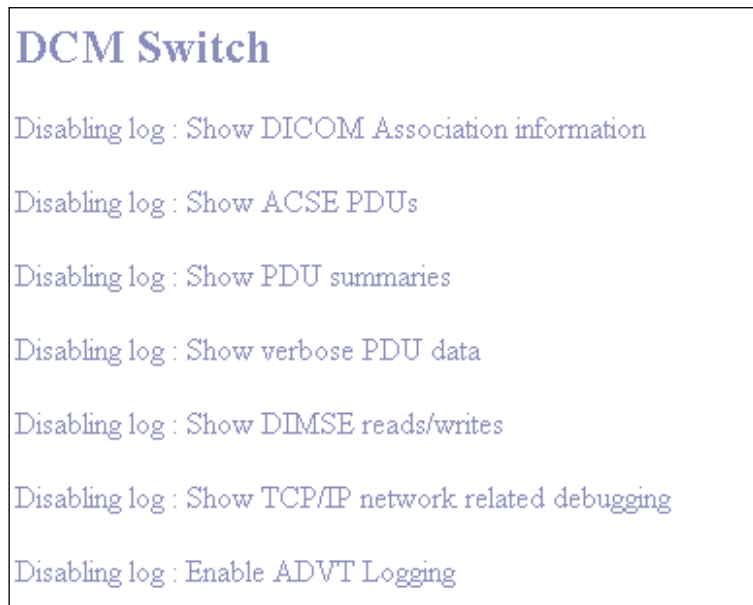 DCM Switch
Disabling log : Show DICOM Association information
Disabling log : Show ACSE PDUs
Disabling log : Show PDU summaries
Disabling log : Show verbose PDU data
Disabling log : Show DIMSE reads/writes
Disabling log : Show TCP/IP network related debugging
Disabling log : Enable ADVT Logging